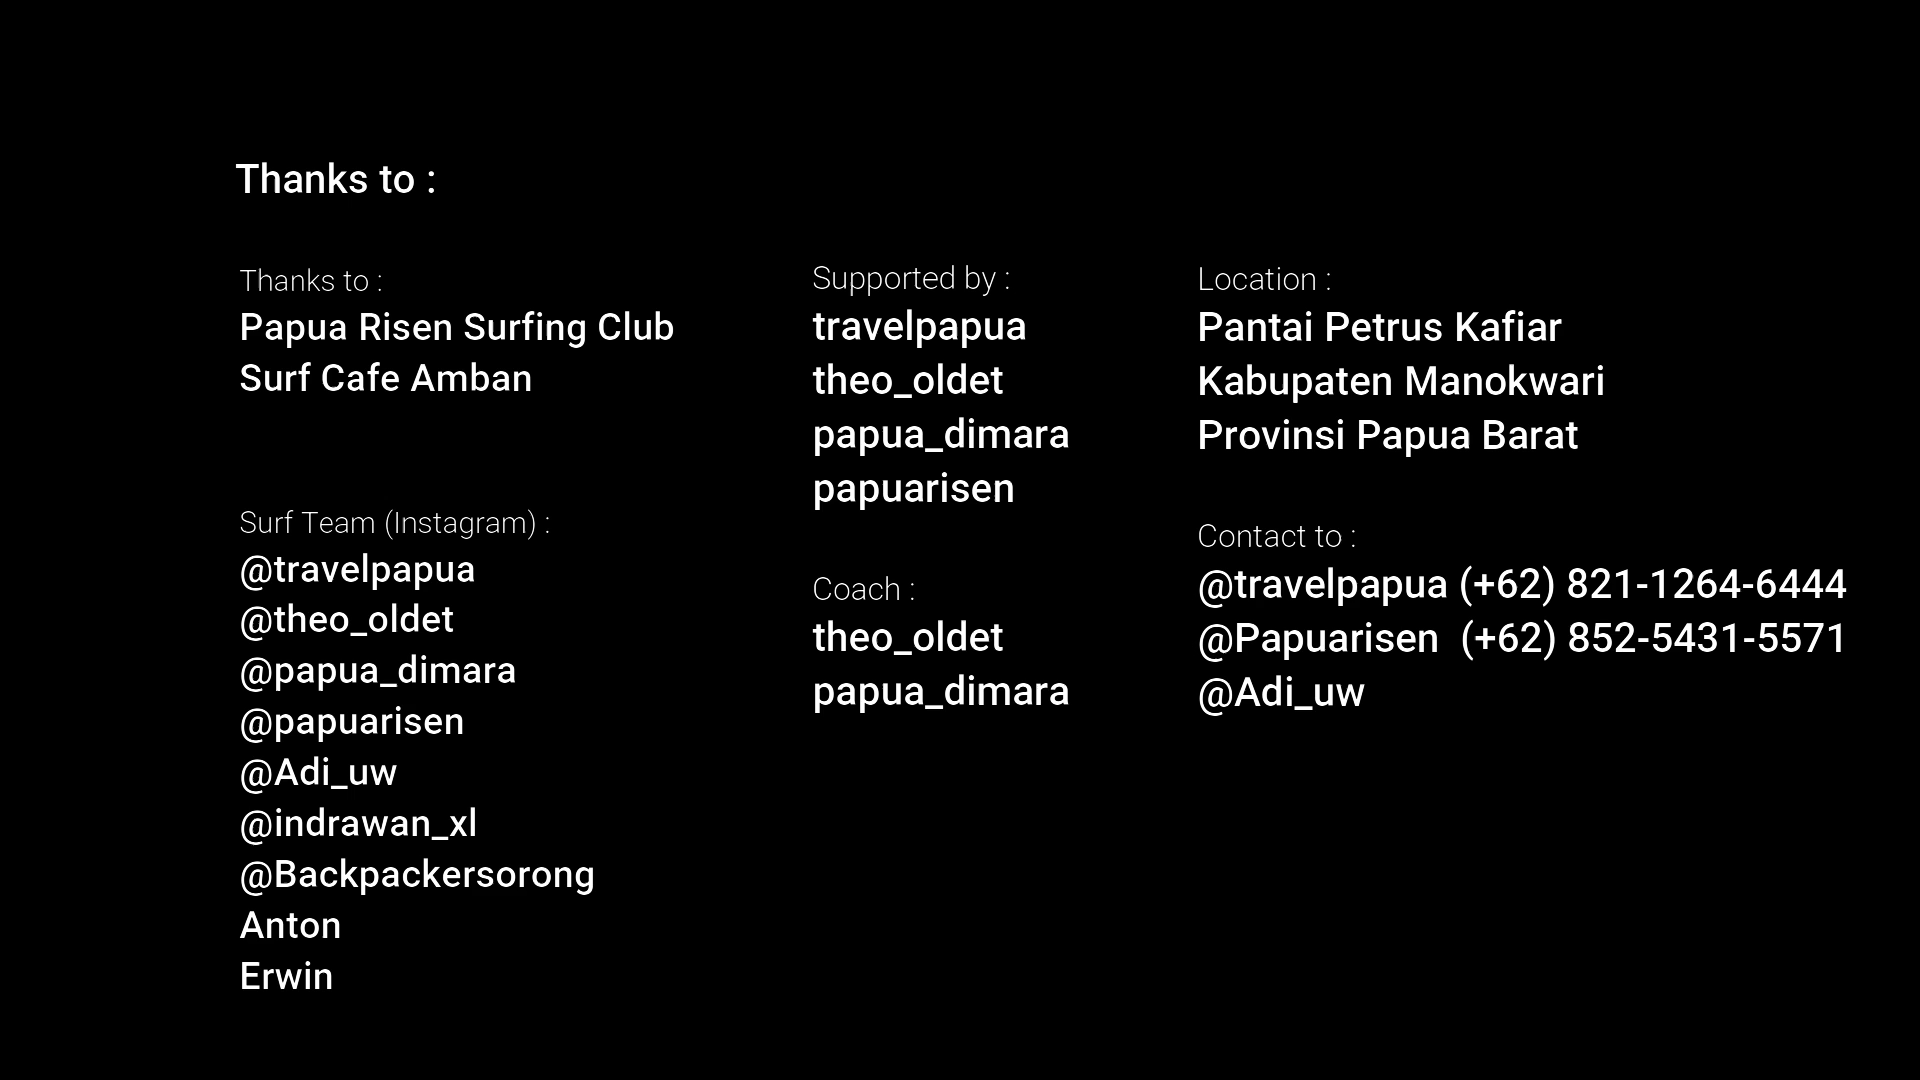 Thanks to :
Thanks to :
Papua Risen Surfing Club
Surf Cafe Amban
Surf Team (Instagram) :
@travelpapua
@theo_oldet
@papua_dimara
@papuarisen
@Adi_uw
@indrawan_xl
@Backpackersorong
Anton
Erwin
Supported by :
travelpapua
theo_oldet
papua_dimara
papuarisen
Coach :
theo_oldet
papua_dimara
Location :
Pantai Petrus Kafiar
Kabupaten Manokwari
Provinsi Papua Barat
Contact to :
@travelpapua (+62) 821-1264-6444
@Papuarisen  (+62) 852-5431-5571
@Adi_uw